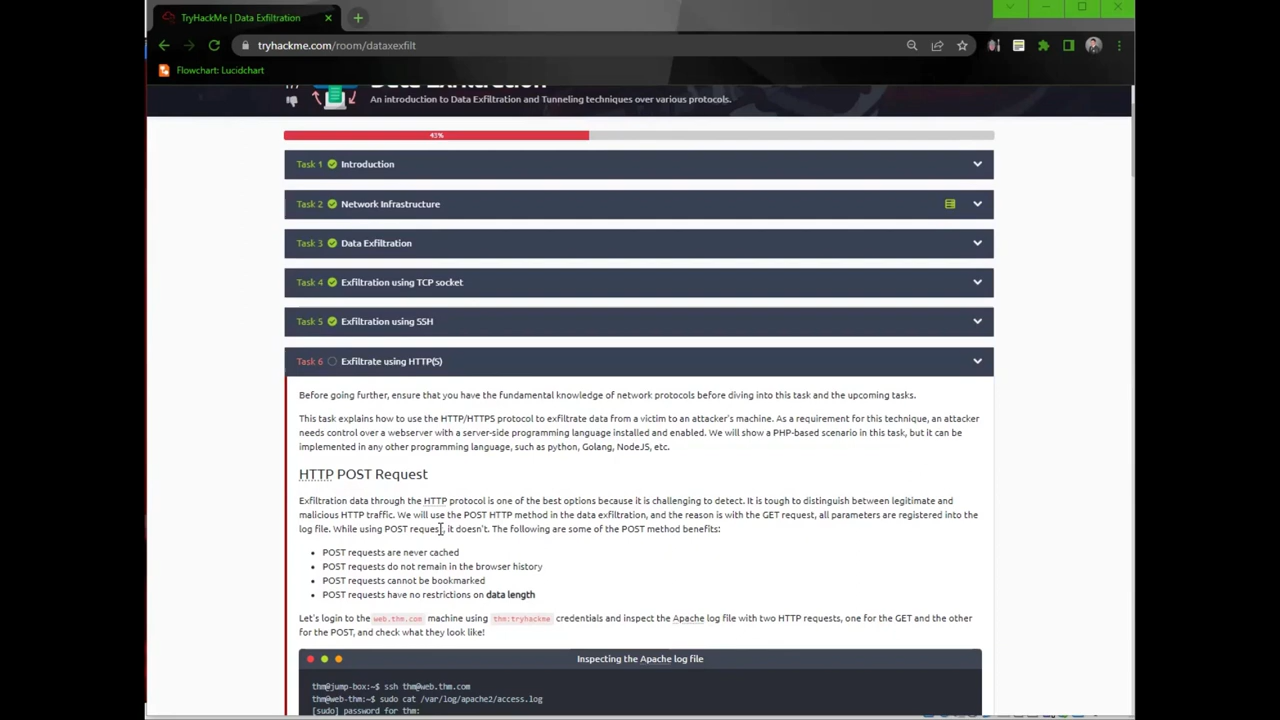 TryHackMe | Data Exfiltration
tryhackme.com/room/dataxexfilt
Flowchart: Lucidchart
An introduction to Data Exfiltration and Tunneling techniques over various protocols.
43%
Task 1 Introduction
Task 2 Network Infrastructure
Task 3 Data Exfiltration
Task 4 Exfiltration using TCP socket
Task 5 Exfiltration using SSH
Task 6 Exfiltrate using HTTP(S)
Before going further, ensure that you have the fundamental knowledge of network protocols before diving into this task and the upcoming tasks.
This task explains how to use the HTTP/HTTPS protocol to exfiltrate data from a victim to an attacker's machine. As a requirement for this technique, an attacker
needs control over a webserver with a server-side programming language installed and enabled. We will show a PHP-based scenario in this task, but it can be
implemented in any other programming language, such as python, Golang, NodeJS, etc.
HTTP POST Request
Exfiltration data through the HTTP protocol is one of the best options because it is challenging to detect. It is tough to distinguish between legitimate and
malicious HTTP traffic. We will use the POST HTTP method in the data exfiltration, and the reason is with the GET request, all parameters are registered into the
log file. While using POST request, it doesn't. The following are some of the POST method benefits:
• POST requests are never cached
• POST requests do not remain in the browser history
• POST requests cannot be bookmarked
• POST requests have no restrictions on data length
Let's login to the web.thm.com machine using thm:tryhackme credentials and inspect the Apache log file with two HTTP requests, one for the GET and the other
for the POST, and check what they look like!
Inspecting the Apache log file
thm@jump-box:~$ ssh thm@web.thm.com
thm@web-thm:~$ sudo cat /var/log/apache2/access.log
[sudo] password for thm: